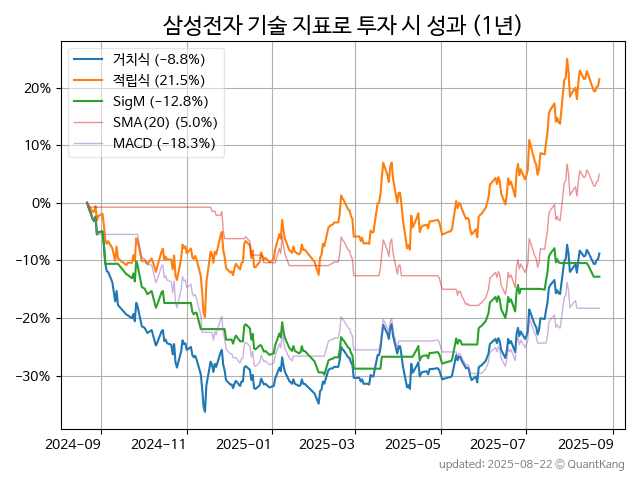 삼성전자 기술 지표로 투자 시 성과 (1년)
거치식 (−8.8%)
적립식 (21.5%)
SigM (−12.8%)
SMA(20) (5.0%)
MACD (−18.3%)
20%
10%
0%
−10%
−20%
−30%
2024-09 2024-11 2025-01 2025-03 2025-05 2025-07 2025-09
updated: 2025-08-22 © QuantKang